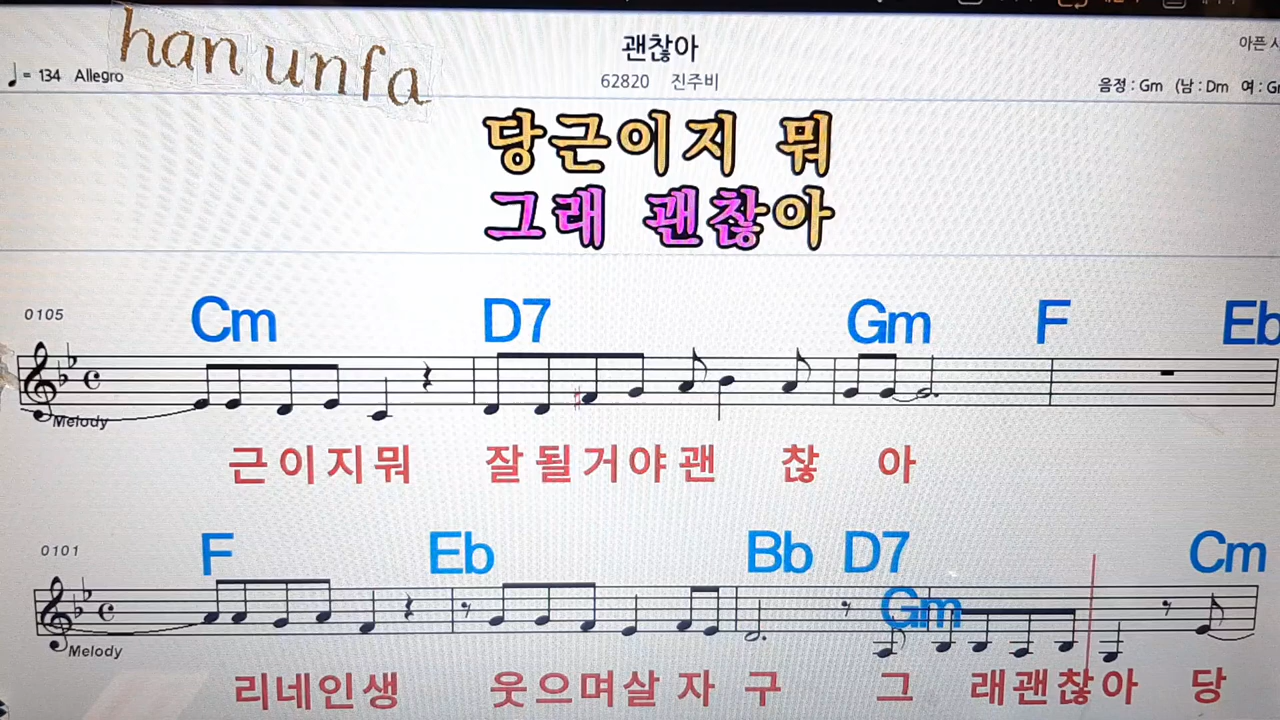 han unfa
괜찮아
아픈 사
♩= 134 Allegro
62820 진주비
음정 : Gm (남 : Dm 여 : G
당근이지 뭐
그래 괜찮아
0105
Cm D7 Gm F Eb
Melody
근이지뭐 잘될거야괜 찮 아
0101
F Eb Bb D7 Gm Cm
Melody
리네인생 웃으며살 자 구 그 래괜찮아 당